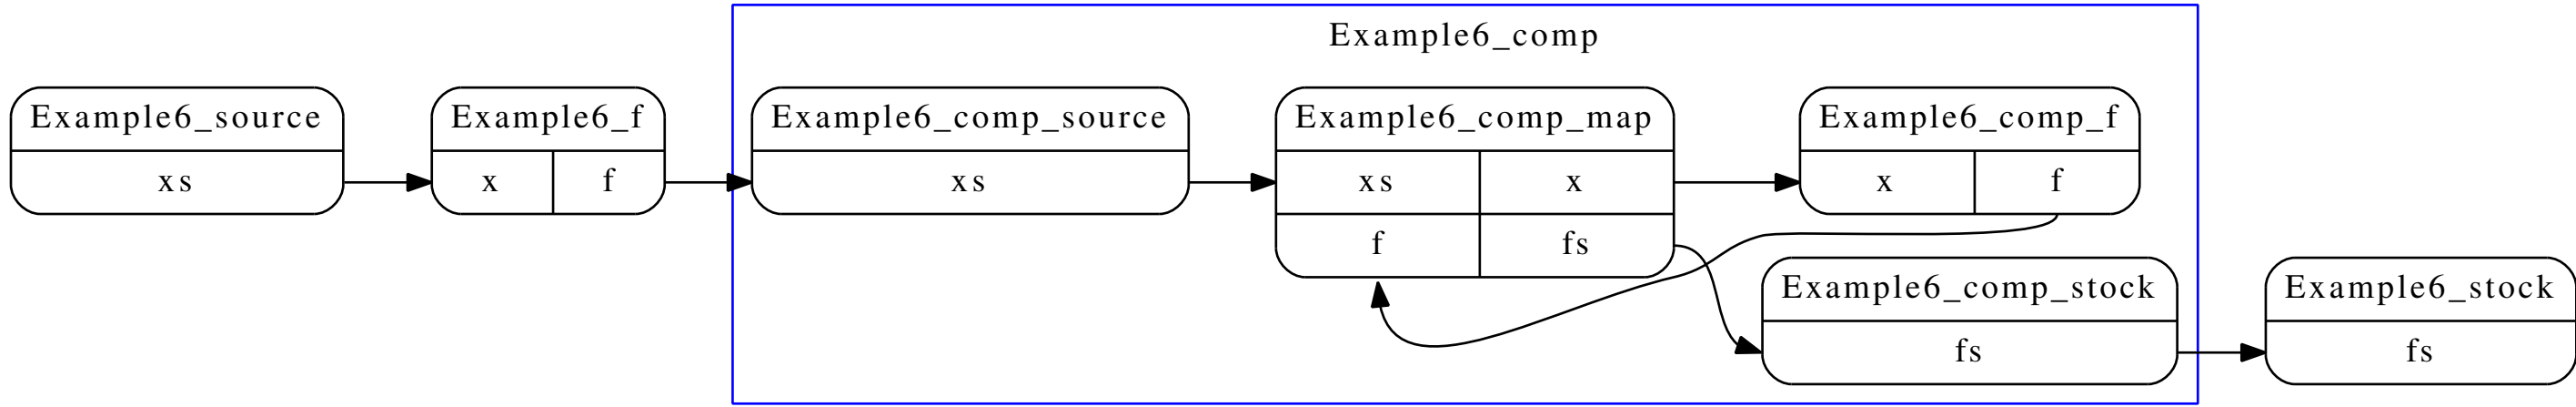 Example6_comp
Example6_source
xs
Example6_f
x f
Example6_comp_source
xs
Example6_comp_map
xs x
f fs
Example6_comp_f
x f
Example6_comp_stock
fs
Example6_stock
fs